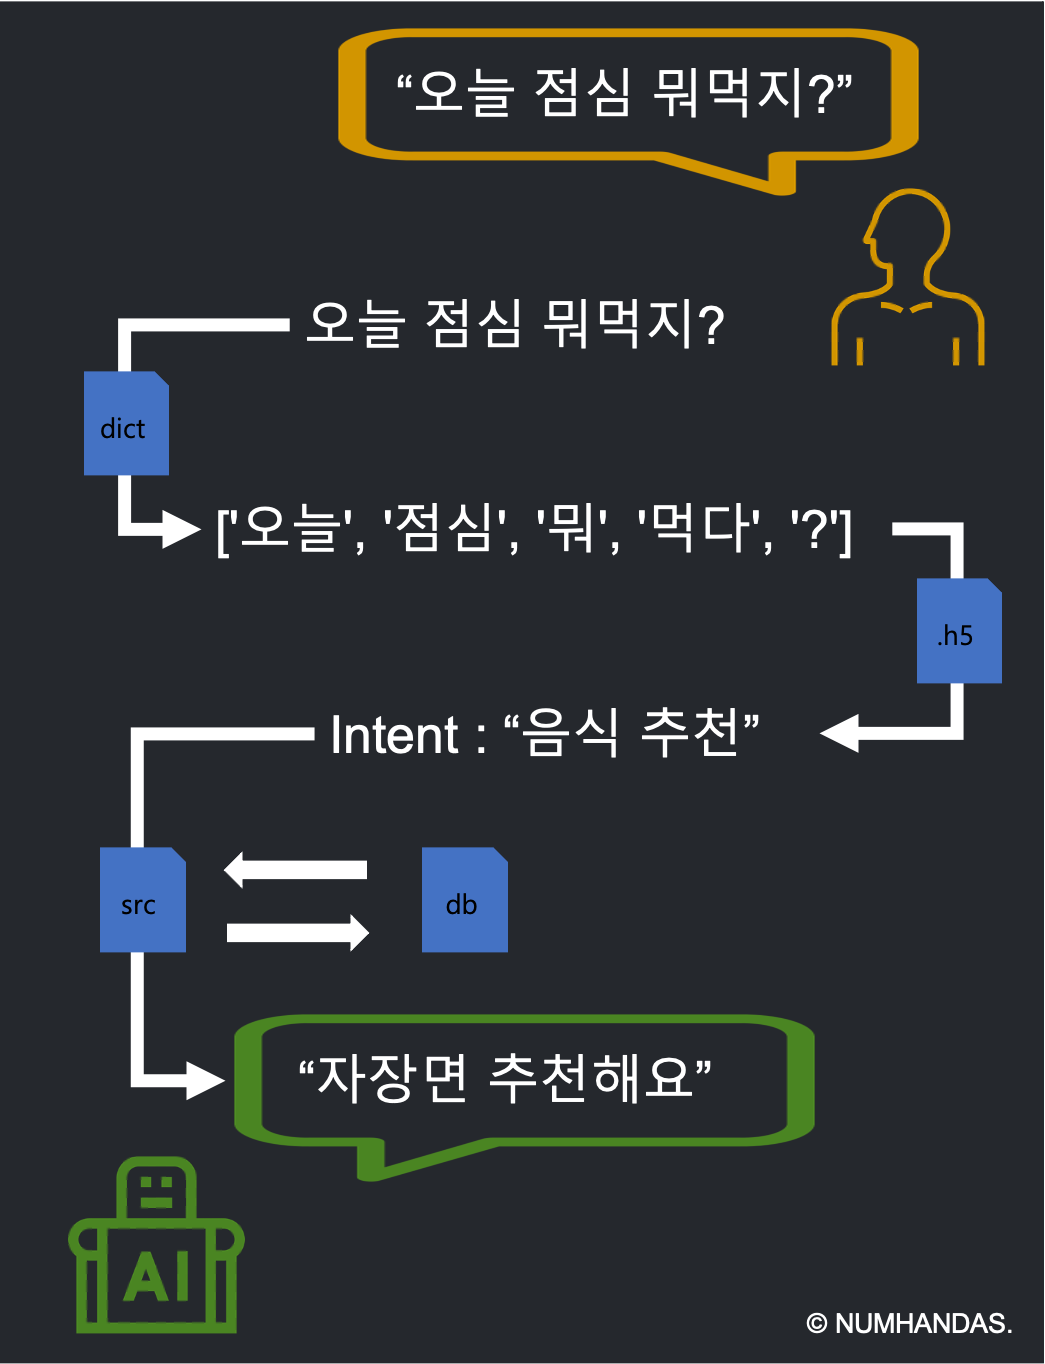 “오늘 점심 뭐먹지?”
오늘 점심 뭐먹지?
dict
['오늘', '점심', '뭐', '먹다', '?']
.h5
Intent : “음식 추천”
src
db
“자장면 추천해요”
AI
© NUMHANDAS.